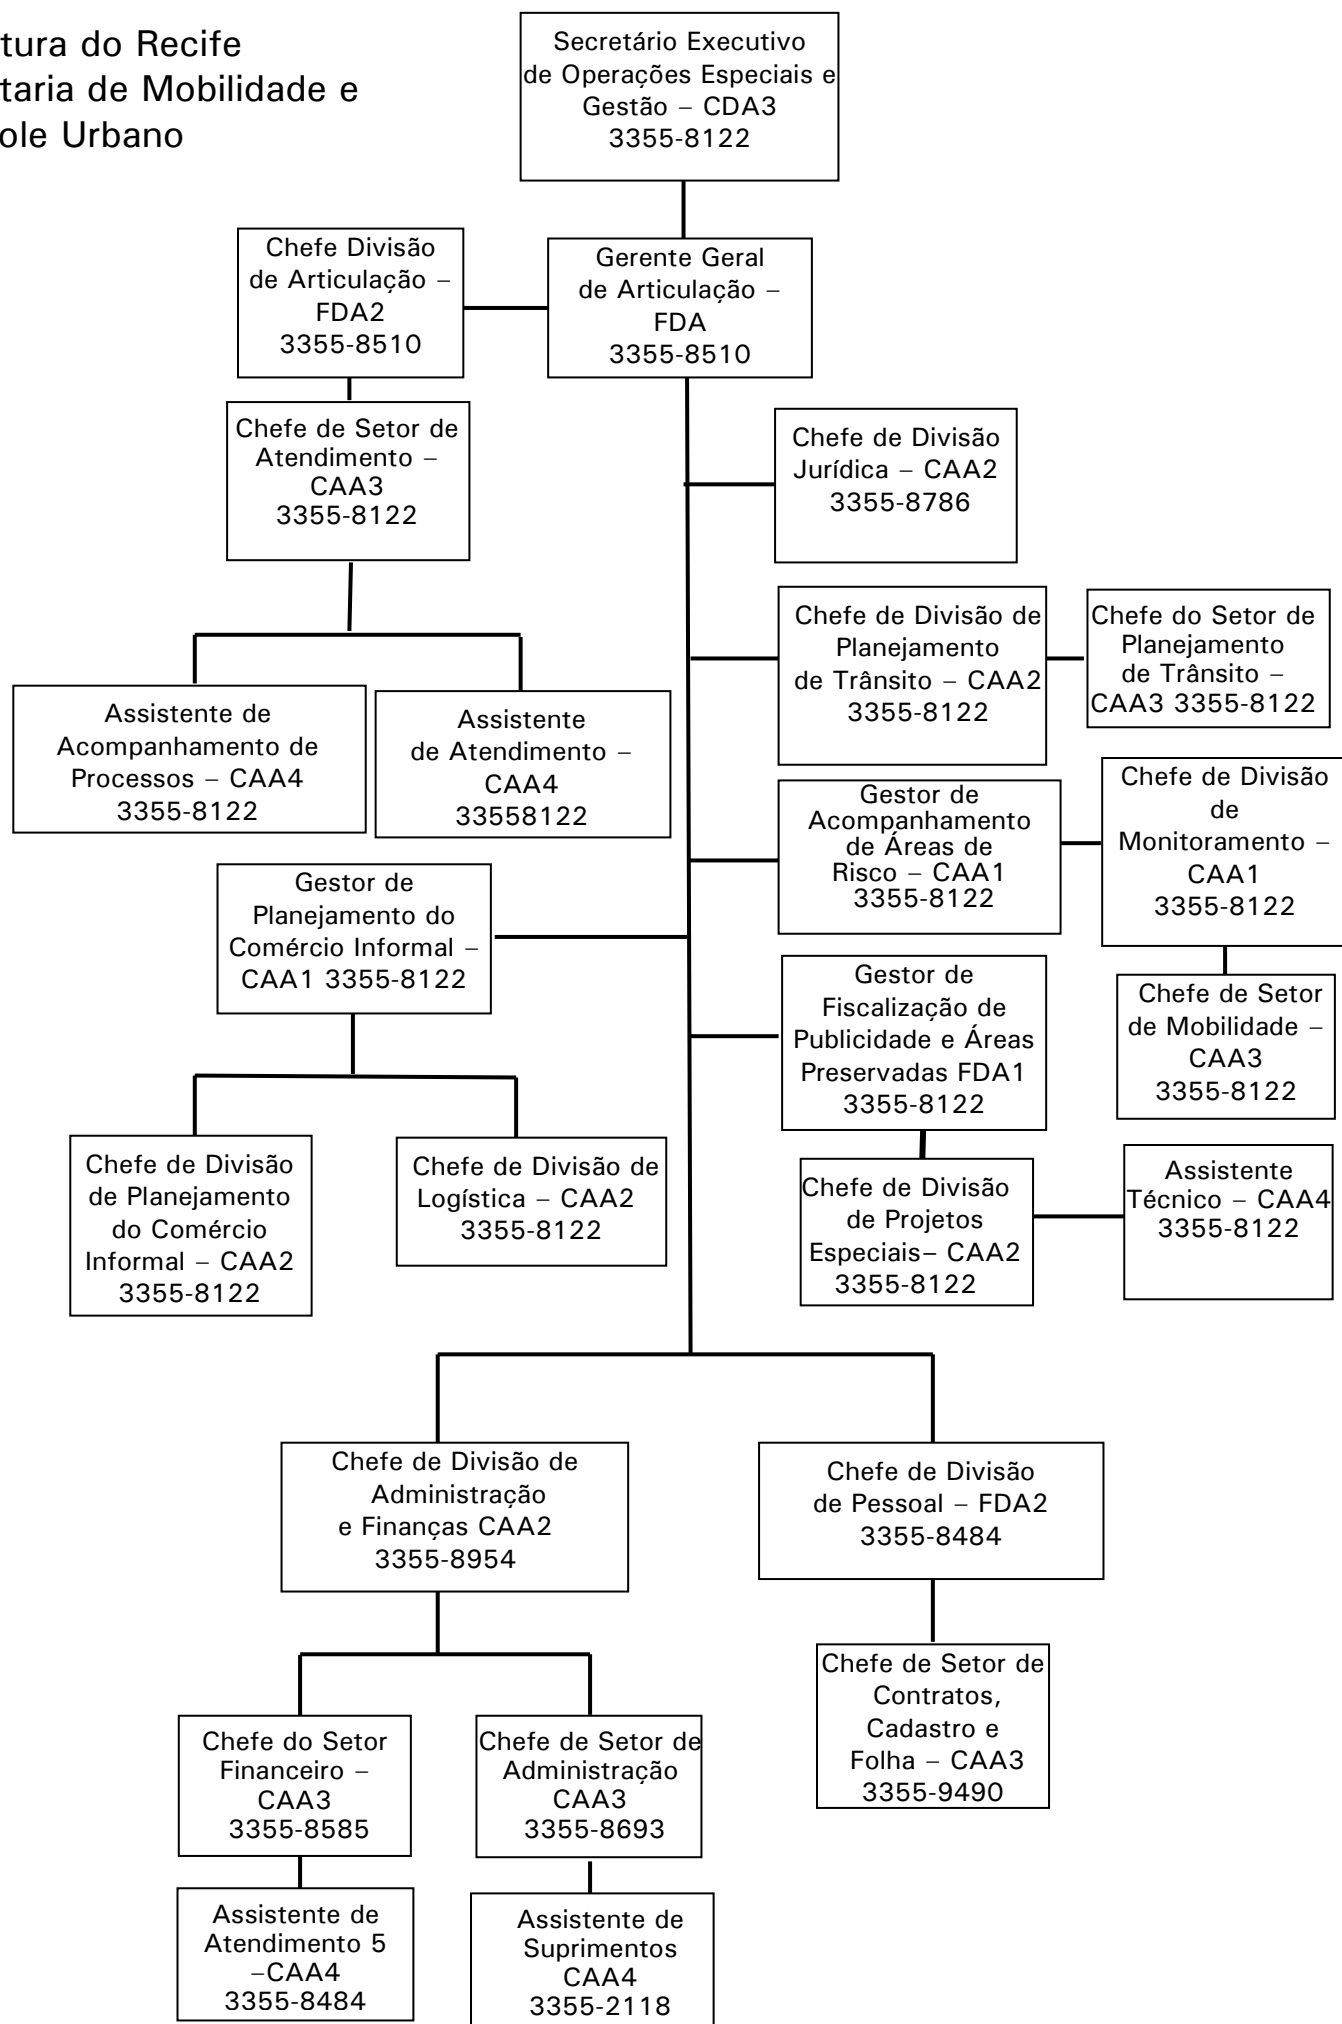 tura do Recife
taria de Mobilidade e
ole Urbano
Secretário Executivo
de Operações Especiais e
Gestão – CDA3
3355-8122
Chefe Divisão
de Articulação –
FDA2
3355-8510
Gerente Geral
de Articulação –
FDA
3355-8510
Chefe de Setor de
Atendimento –
CAA3
3355-8122
Chefe de Divisão
Jurídica – CAA2
3355-8786
Chefe de Divisão de
Planejamento
de Trânsito – CAA2
3355-8122
Chefe do Setor de
Planejamento
de Trânsito –
CAA3 3355-8122
Assistente de
Acompanhamento de
Processos – CAA4
3355-8122
Assistente
de Atendimento –
CAA4
33558122
Gestor de
Acompanhamento
de Áreas de
Risco – CAA1
3355-8122
Chefe de Divisão
de
Monitoramento –
CAA1
3355-8122
Gestor de
Planejamento do
Comércio Informal –
CAA1 3355-8122
Gestor de
Fiscalização de
Publicidade e Áreas
Preservadas FDA1
3355-8122
Chefe de Setor
de Mobilidade –
CAA3
3355-8122
Chefe de Divisão
de Planejamento
do Comércio
Informal – CAA2
3355-8122
Chefe de Divisão de
Logística – CAA2
3355-8122
Chefe de Divisão
de Projetos
Especiais– CAA2
3355-8122
Assistente
Técnico – CAA4
3355-8122
Chefe de Divisão de
Administração
e Finanças CAA2
3355-8954
Chefe de Divisão
de Pessoal – FDA2
3355-8484
Chefe do Setor
Financeiro –
CAA3
3355-8585
Chefe de Setor de
Administração
CAA3
3355-8693
Chefe de Setor de
Contratos,
Cadastro e
Folha – CAA3
3355-9490
Assistente de
Atendimento 5
–CAA4
3355-8484
Assistente de
Suprimentos
CAA4
3355-2118